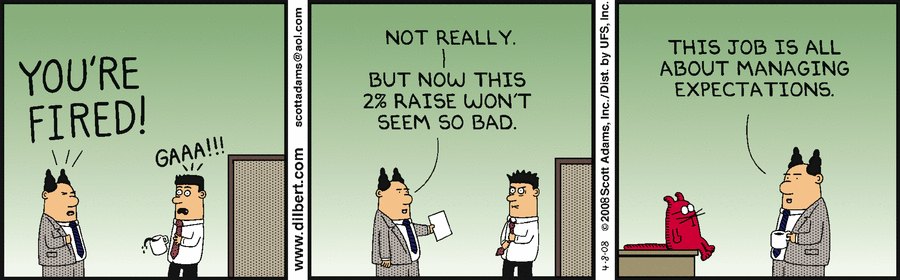 YOU'RE
FIRED!
GAAA!!!
www.dilbert.com
scottadams@aol.com
NOT REALLY.
BUT NOW THIS
2% RAISE WON'T
SEEM SO BAD.
4-8-08 ©2008 Scott Adams, Inc./Dist. by UFS, Inc.
THIS JOB IS ALL
ABOUT MANAGING
EXPECTATIONS.